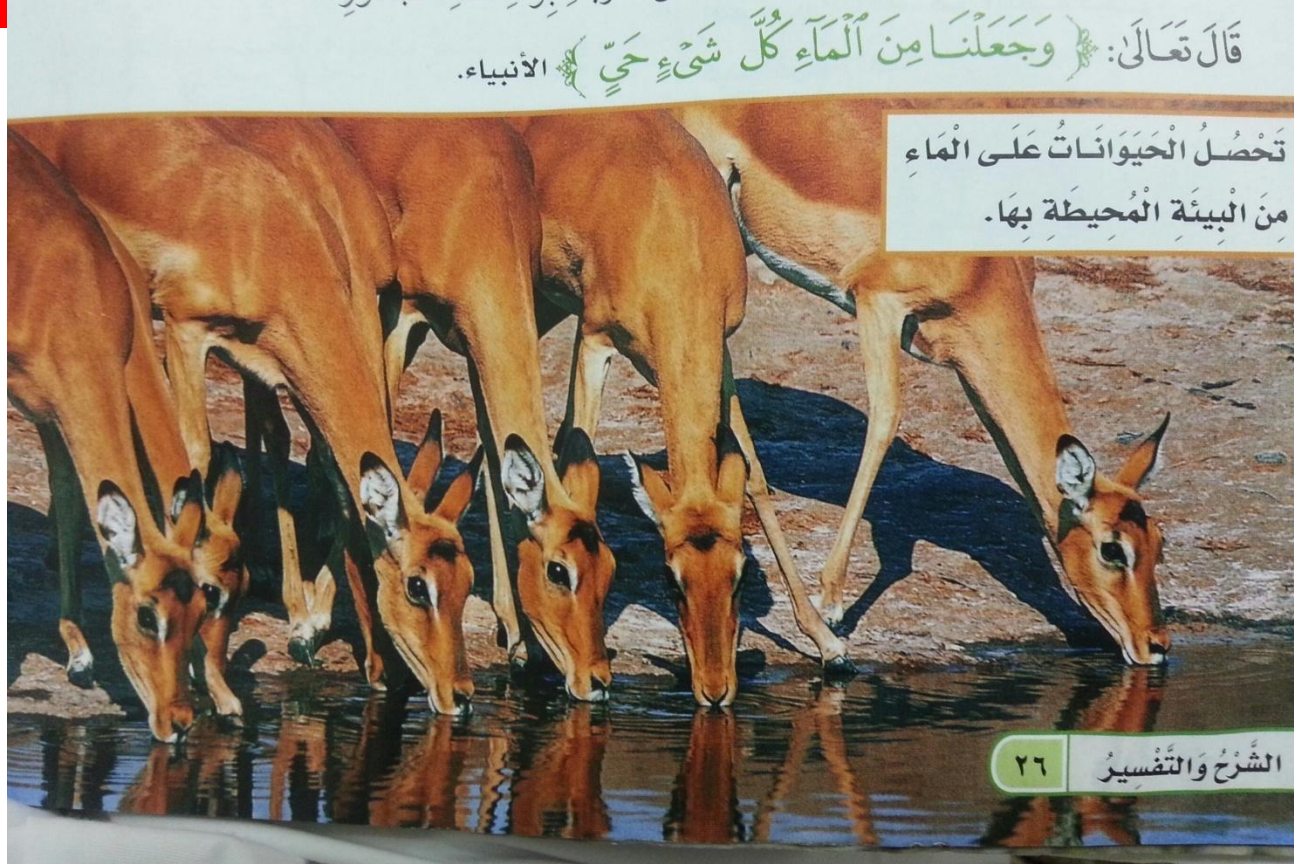 قَالَ تَعَالَىٰ: ﴿ وَجَعَلْنَا مِنَ ٱلْمَآءِ كُلَّ شَىْءٍ حَىٍّ ﴾ الأنبياء.
تَحْصُلُ الْحَيَوَانَاتُ عَلَى الْمَاءِ
مِنَ الْبِيئَةِ الْمُحِيطَةِ بِهَا.
الشَّرْحُ وَالتَّفْسِيرُ ٢٦